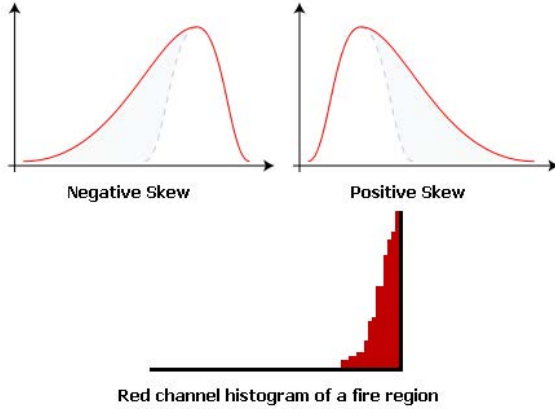 Negative Skew
Positive Skew
Red channel histogram of a fire region